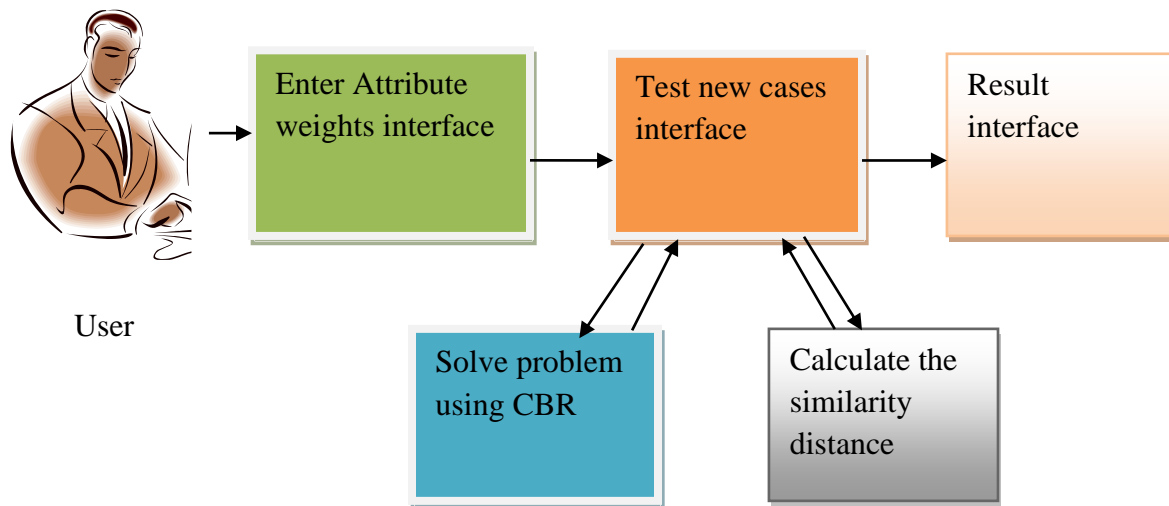 Enter Attribute
weights interface
Test new cases
interface
Result
interface
User
Solve problem
using CBR
Calculate the
similarity
distance